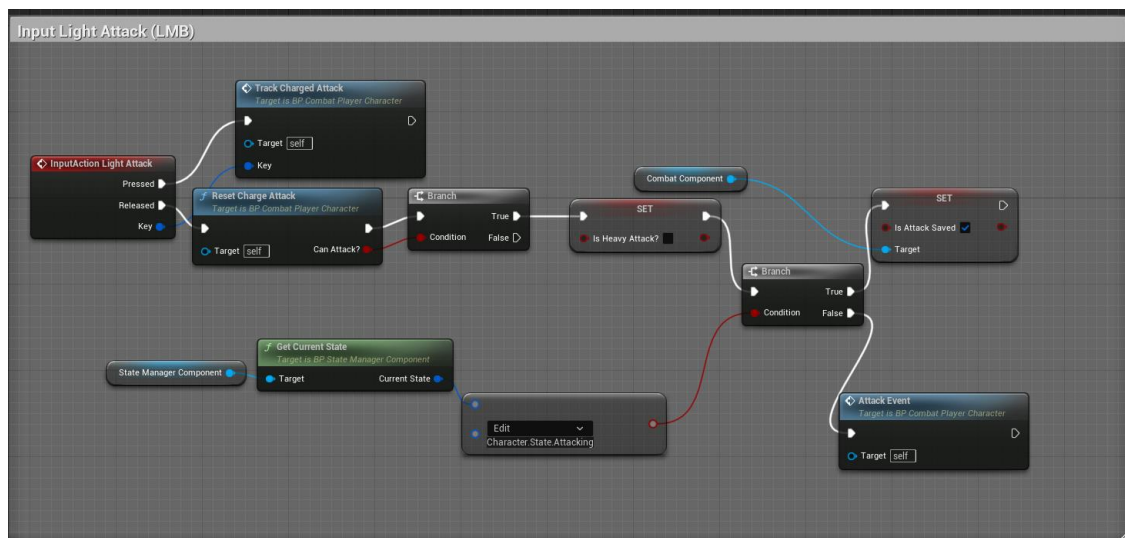 Input Light Attack (LMB)
Track Charged Attack
Target is BP Combat Player Character
Target self
Key
InputAction Light Attack
Pressed
Released
Key
Reset Charge Attack
Target is BP Combat Player Character
Target self
Can Attack?
Branch
True
Condition
False
Combat Component
SET
Is Heavy Attack?
SET
Is Attack Saved
Target
Branch
True
Condition
False
State Manager Component
Get Current State
Target is BP State Manager Component
Target
Current State
Edit
Character.State.Attacking
Attack Event
Target is BP Combat Player Character
Target self